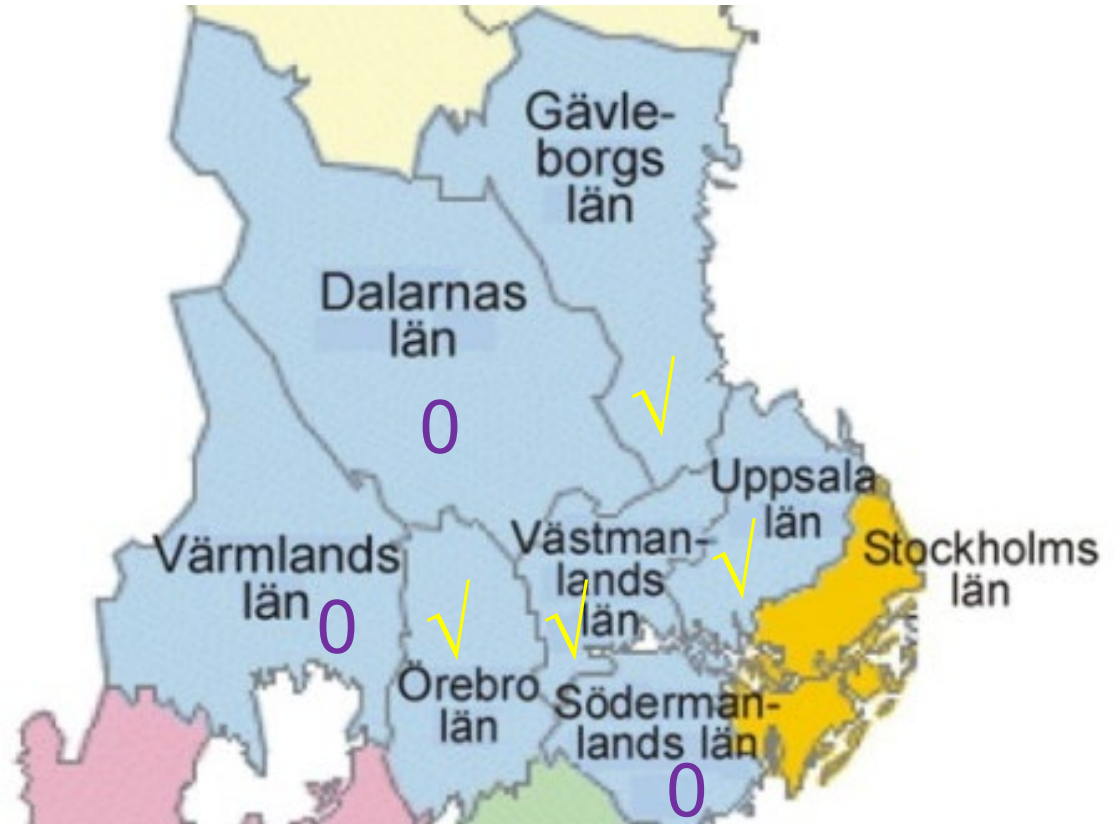 Gävle-
borgs
län
Dalarnas
län
√
0
Uppsala
län
√
Västman-
lands
län
√
Stockholms
län
Värmlands
län
0
√
Örebro
län
Söderman-
lands län
0